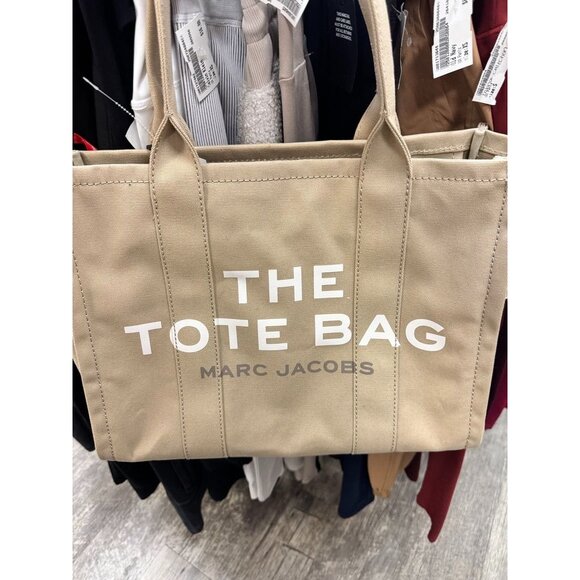 THE
TOTE BAG
MARC JACOBS